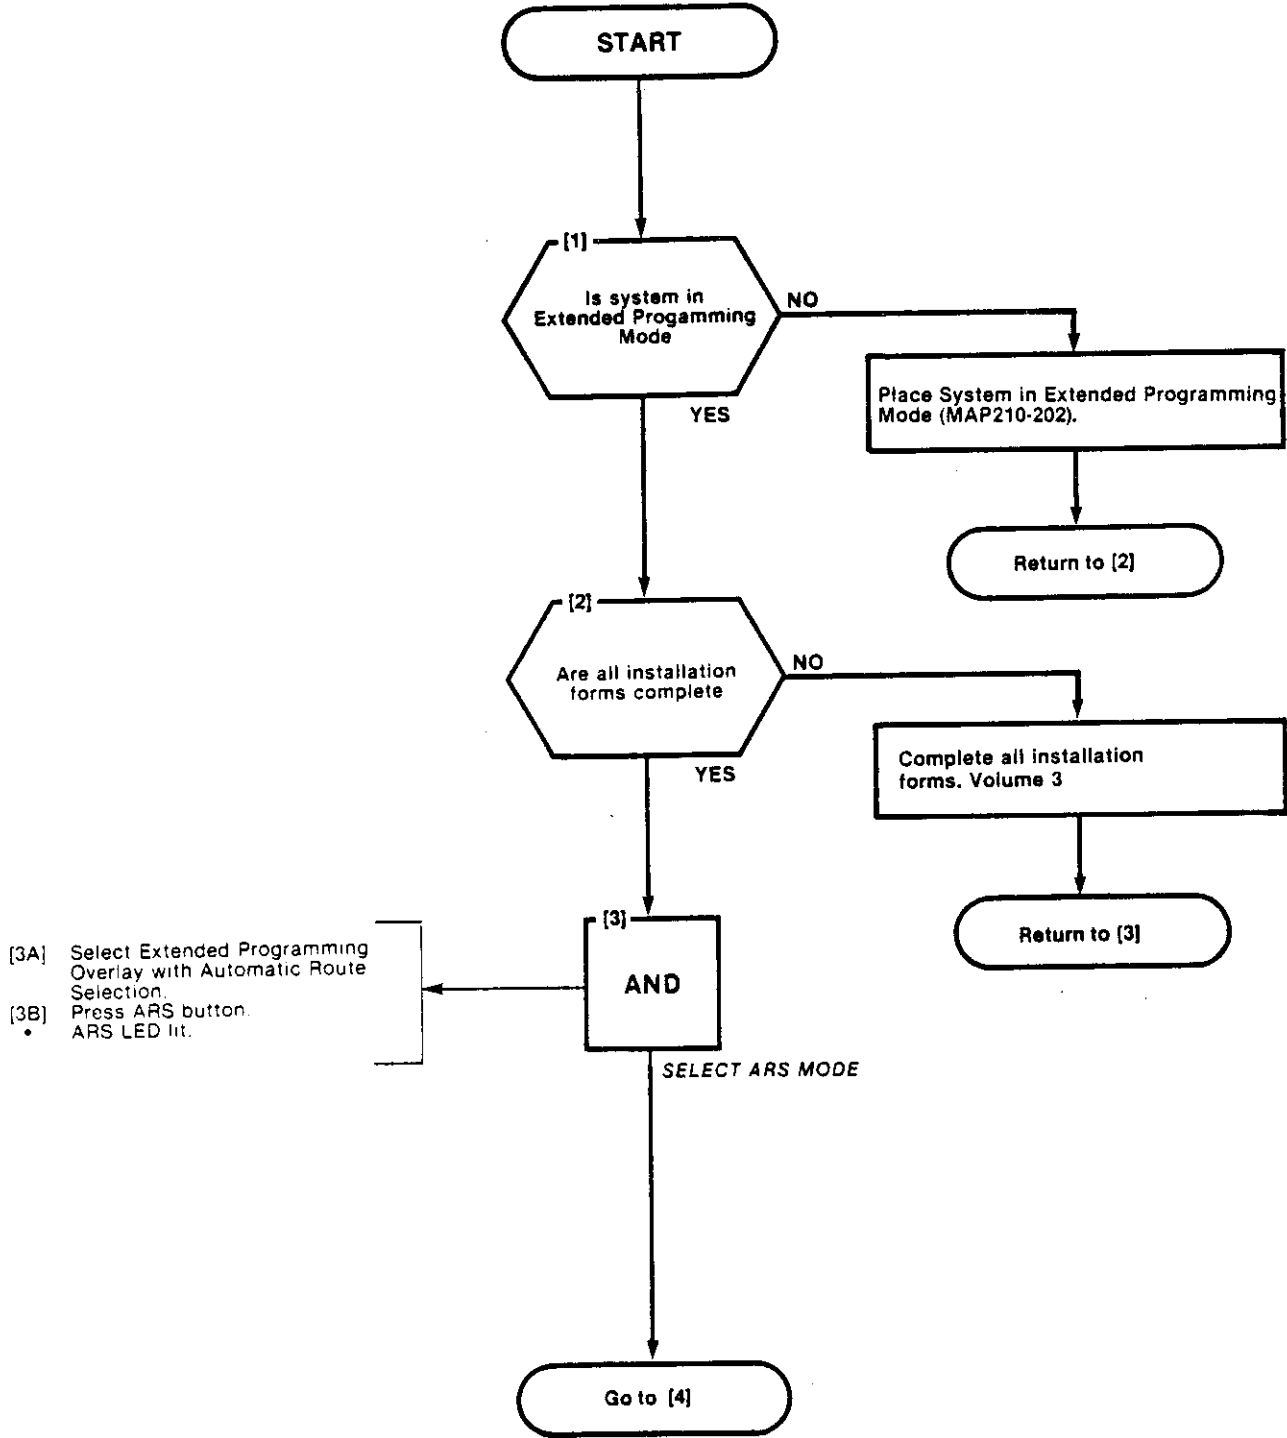 START
[1]
Is system in
Extended Progamming
Mode
NO
YES
Place System in Extended Programming
Mode (MAP210-202).
Return to [2]
[2]
Are all installation
forms complete
NO
YES
Complete all installation
forms. Volume 3
Return to [3]
[3]
AND
[3A] Select Extended Programming
Overlay with Automatic Route
Selection.
[3B] Press ARS button.
• ARS LED lit.
SELECT ARS MODE
Go to [4]